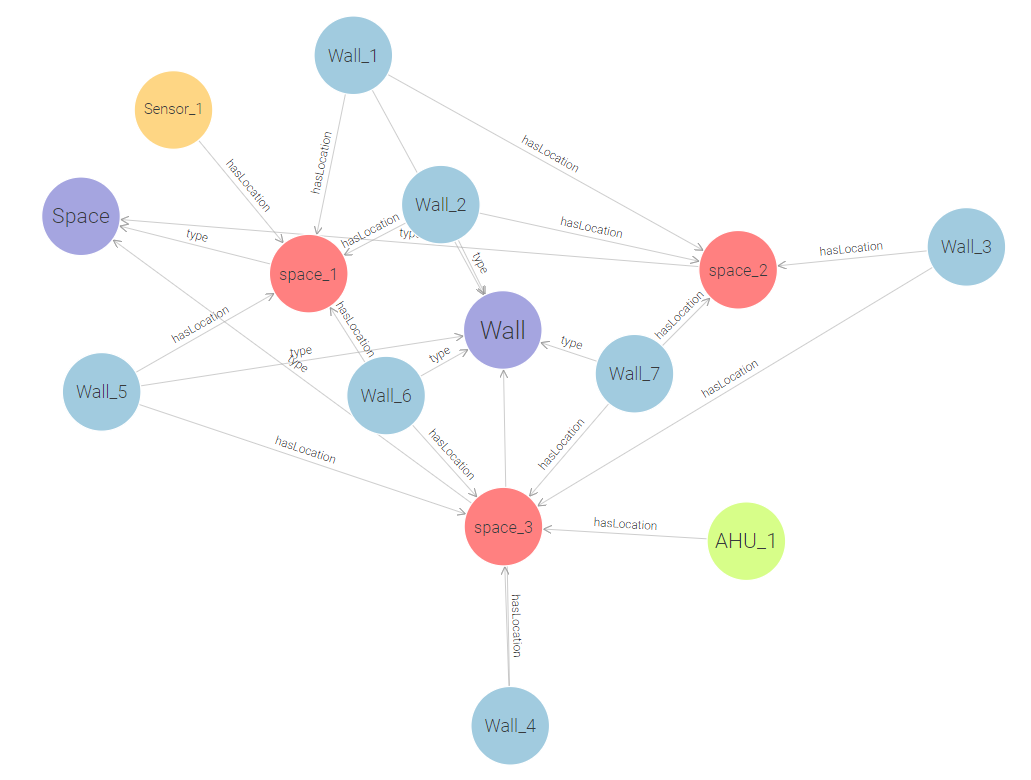 Wall_1
Sensor_1
hasLocation
hasLocation
hasLocation
Wall_2
Space
type
hasLocation
type
hasLocation
hasLocation
Wall_3
space_1
type
space_2
hasLocation
hasLocation
hasLocation
Wall
type
type
type
type
Wall_5
Wall_6
Wall_7
hasLocation
hasLocation
hasLocation
hasLocation
space_3
hasLocation
AHU_1
hasLocation
Wall_4